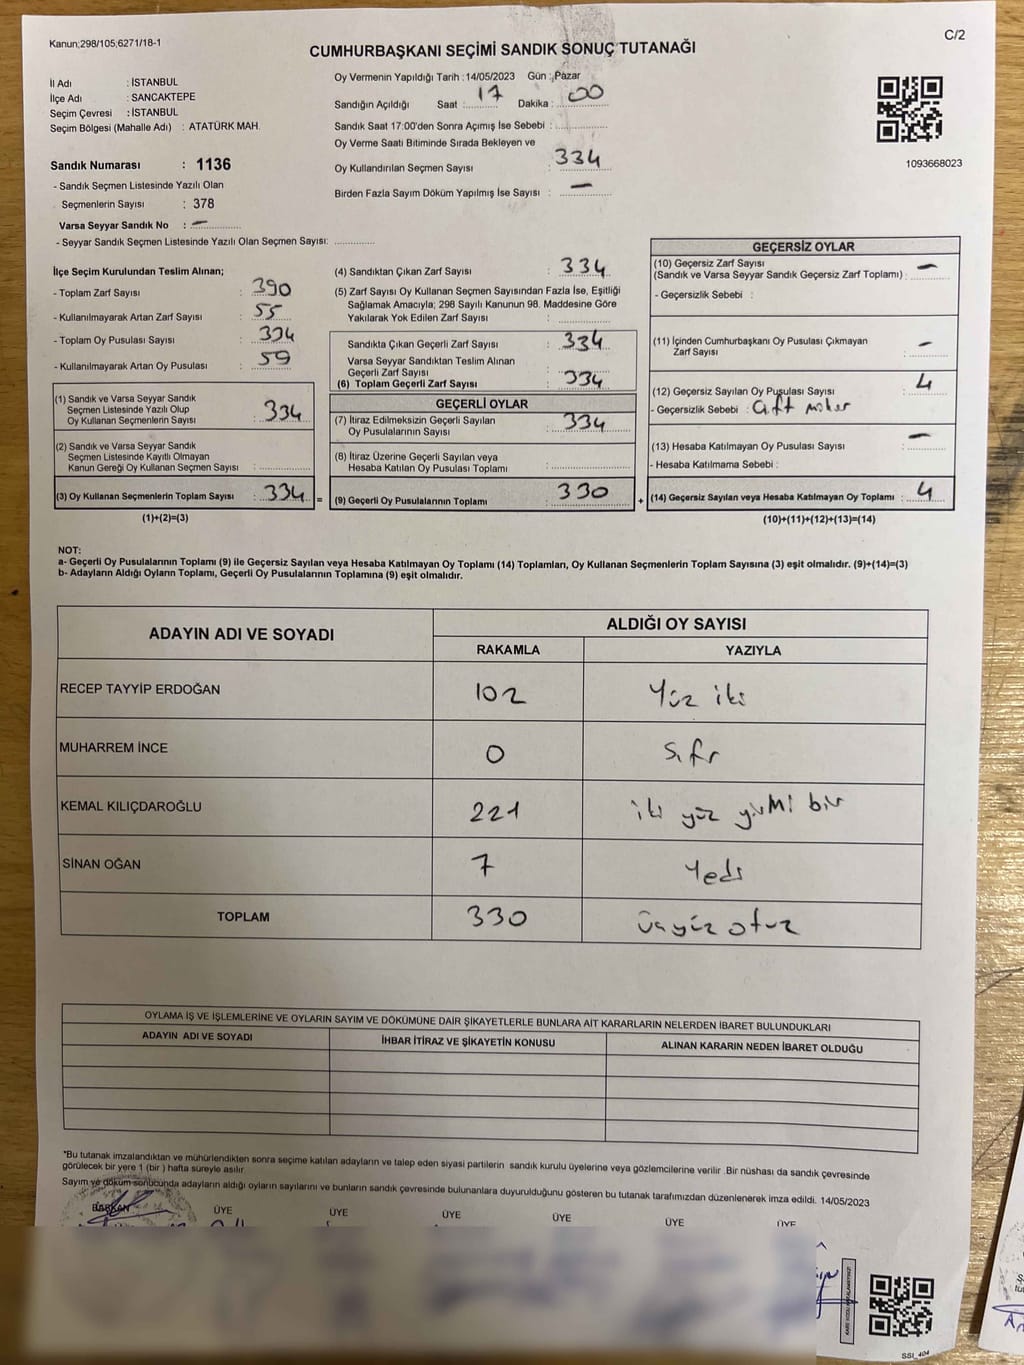 Kanun;298/105;6271/18-1
C/2
CUMHURBAŞKANI SEÇİMİ SANDIK SONUÇ TUTANAĞI
İl Adı : İSTANBUL
İlçe Adı : SANCAKTEPE
Seçim Çevresi : İSTANBUL
Seçim Bölgesi (Mahalle Adı) : ATATÜRK MAH.
Sandık Numarası : 1136
- Sandık Seçmen Listesinde Yazılı Olan
Seçmenlerin Sayısı : 378
Varsa Seyyar Sandık No : –
- Seyyar Sandık Seçmen Listesinde Yazılı Olan Seçmen Sayısı: ............
Oy Vermenin Yapıldığı Tarih : 14/05/2023 Gün : Pazar
Sandığın Açıldığı Saat : 17 Dakika : 00
Sandık Saat 17:00'den Sonra Açımış İse Sebebi : ............
Oy Verme Saati Bitiminde Sırada Bekleyen ve
Oy Kullandırılan Seçmen Sayısı : 334
Birden Fazla Sayım Döküm Yapılmış İse Sayısı : –
1093668023
İlçe Seçim Kurulundan Teslim Alınan;
- Toplam Zarf Sayısı : 390
- Kullanılmayarak Artan Zarf Sayısı : 55
- Toplam Oy Pusulası Sayısı : 334
- Kullanılmayarak Artan Oy Pusulası : 59
(1) Sandık ve Varsa Seyyar Sandık
Seçmen Listesinde Yazılı Olup
Oy Kullanan Seçmenlerin Sayısı : 334
(2) Sandık ve Varsa Seyyar Sandık
Seçmen Listesinde Kayıtlı Olmayan
Kanun Gereği Oy Kullanan Seçmen Sayısı : ............
(3) Oy Kullanan Seçmenlerin Toplam Sayısı : 334 =
(1)+(2)=(3)
(4) Sandıktan Çıkan Zarf Sayısı : 334
(5) Zarf Sayısı Oy Kullanan Seçmen Sayısından Fazla İse, Eşitliği
Sağlamak Amacıyla; 298 Sayılı Kanunun 98. Maddesine Göre
Yakılarak Yok Edilen Zarf Sayısı : ............
Sandıkta Çıkan Geçerli Zarf Sayısı : 334
Varsa Seyyar Sandıktan Teslim Alınan
Geçerli Zarf Sayısı
(6) Toplam Geçerli Zarf Sayısı : 334
GEÇERLİ OYLAR
(7) İtiraz Edilmeksizin Geçerli Sayılan
Oy Pusulalarının Sayısı : 334
(8) İtiraz Üzerine Geçerli Sayılan veya
Hesaba Katılan Oy Pusulası Toplamı : ............
(9) Geçerli Oy Pusulalarının Toplamı : 330 +
GEÇERSİZ OYLAR
(10) Geçersiz Zarf Sayısı
(Sandık ve Varsa Seyyar Sandık Geçersiz Zarf Toplamı) : –
- Geçersizlik Sebebi :
(11) İçinden Cumhurbaşkanı Oy Pusulası Çıkmayan
Zarf Sayısı : –
(12) Geçersiz Sayılan Oy Pusulası Sayısı : 4
- Geçersizlik Sebebi : Çift mühür
(13) Hesaba Katılmayan Oy Pusulası Sayısı : –
- Hesaba Katılmama Sebebi :
(14) Geçersiz Sayılan veya Hesaba Katılmayan Oy Toplamı : 4
(10)+(11)+(12)+(13)=(14)
NOT:
a- Geçerli Oy Pusulalarının Toplamı (9) ile Geçersiz Sayılan veya Hesaba Katılmayan Oy Toplamı (14) Toplamları, Oy Kullanan Seçmenlerin Toplam Sayısına (3) eşit olmalıdır. (9)+(14)=(3)
b- Adayların Aldığı Oyların Toplamı, Geçerli Oy Pusulalarının Toplamına (9) eşit olmalıdır.
ADAYIN ADI VE SOYADI
ALDIĞI OY SAYISI
RAKAMLA YAZIYLA
RECEP TAYYİP ERDOĞAN 102 Yüz iki
MUHARREM İNCE 0 Sıfır
KEMAL KILIÇDAROĞLU 221 iki yüz yirmi bir
SİNAN OĞAN 7 Yedi
TOPLAM 330 üçyüz otuz
OYLAMA İŞ VE İŞLEMLERİNE VE OYLARIN SAYIM VE DÖKÜMÜNE DAİR ŞİKAYETLERLE BUNLARA AİT KARARLARIN NELERDEN İBARET BULUNDUKLARI
ADAYIN ADI VE SOYADI İHBAR İTİRAZ VE ŞİKAYETİN KONUSU ALINAN KARARIN NEDEN İBARET OLDUĞU
*Bu tutanak imzalandıktan ve mühürlendikten sonra seçime katılan adayların ve talep eden siyasi partilerin sandık kurulu üyelerine veya gözlemcilerine verilir .Bir nüshası da sandık çevresinde
görülecek bir yere 1 (bir ) hafta süreyle asılır.
Sayım ve döküm sonucunda adayların aldığı oyların sayılarını ve bunların sandık çevresinde bulunanlara duyurulduğunu gösteren bu tutanak tarafımızdan düzenlenerek imza edildi. 14/05/2023
BAŞKAN ÜYE ÜYE ÜYE ÜYE ÜYE ÜYE
SSİ_404